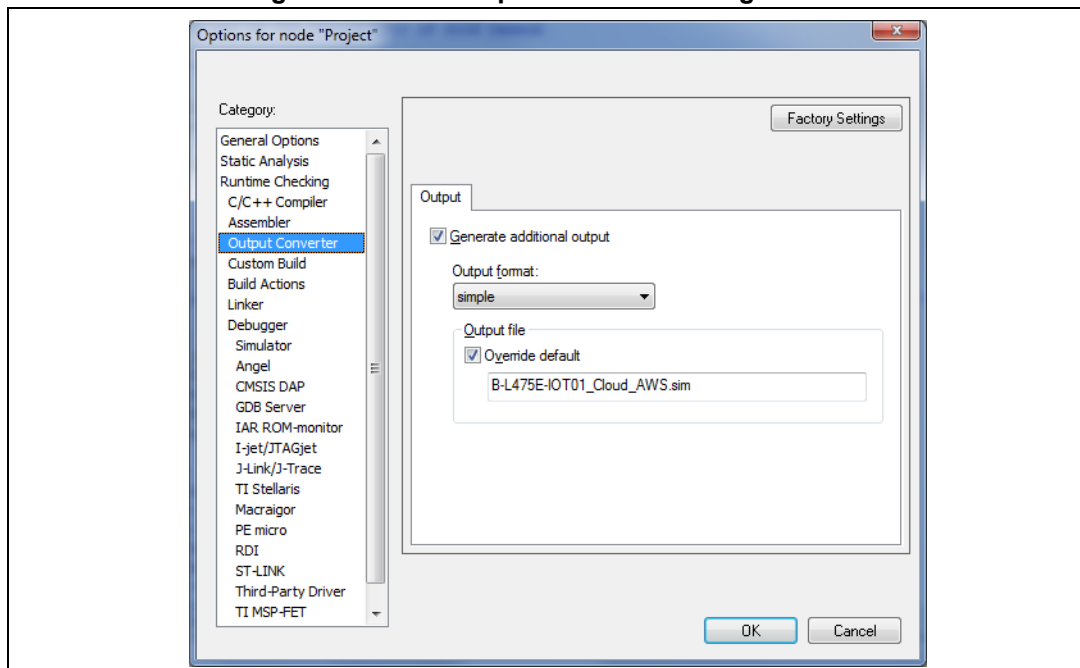 Options for node "Project"
Category:
Factory Settings
General Options
Static Analysis
Runtime Checking
C/C++ Compiler
Assembler
Output Converter
Custom Build
Build Actions
Linker
Debugger
Simulator
Angel
CMSIS DAP
GDB Server
IAR ROM-monitor
I-jet/JTAGjet
J-Link/J-Trace
TI Stellaris
Macraigor
PE micro
RDI
ST-LINK
Third-Party Driver
TI MSP-FET
Output
Generate additional output
Output format:
simple
Output file
Override default
B-L475E-IOT01_Cloud_AWS.sim
OK
Cancel